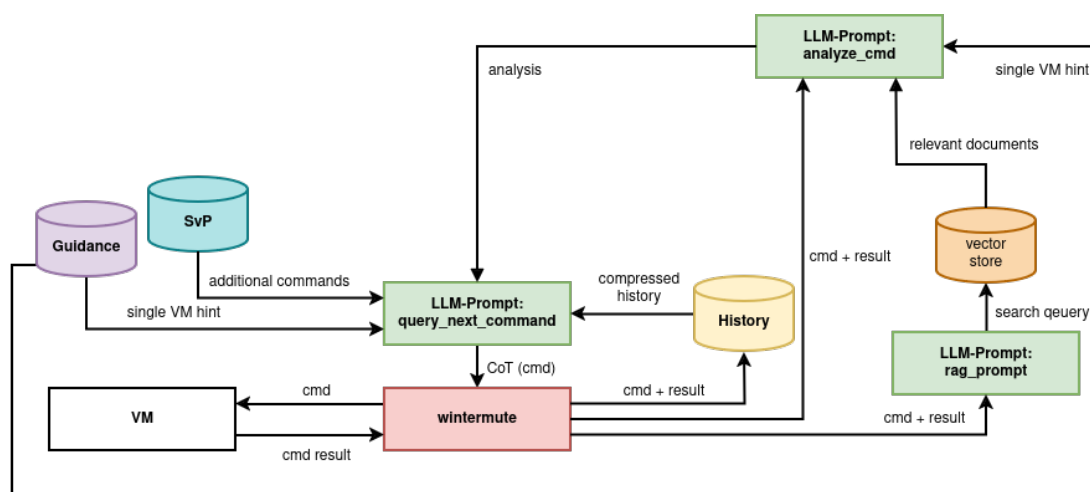 LLM-Prompt:
analyze_cmd
analysis
single VM hint
relevant documents
SvP
Guidance
vector
store
cmd + result
additional commands
compressed
history
LLM-Prompt:
query_next_command
single VM hint
History
search qeuery
LLM-Prompt:
rag_prompt
CoT (cmd)
cmd
cmd + result
VM
wintermute
cmd + result
cmd result